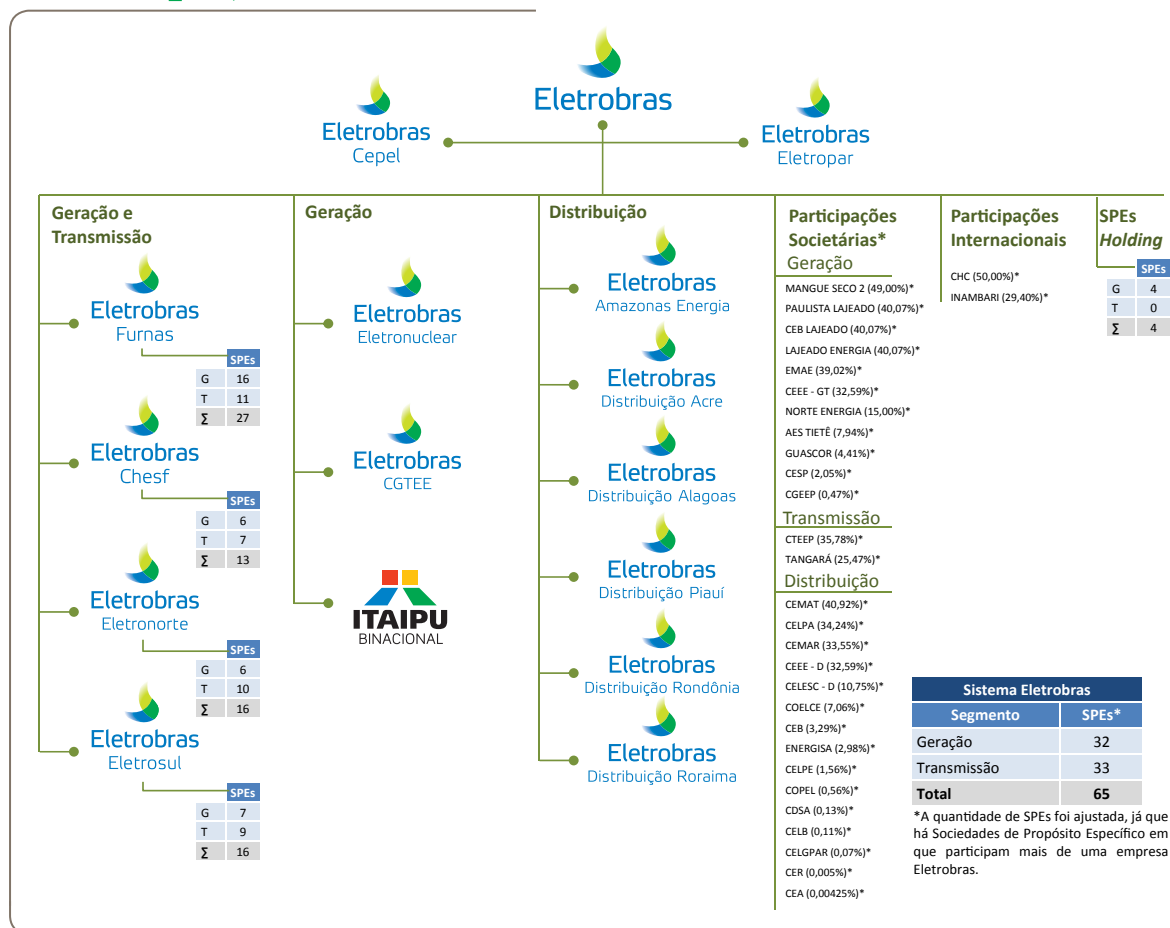 Eletrobras
Eletrobras
Cepel
Eletrobras
Eletropar
Geração e
Transmissão
Eletrobras
Furnas
SPEs
G 16
T 11
Σ 27
Eletrobras
Chesf
SPEs
G 6
T 7
Σ 13
Eletrobras
Eletronorte
SPEs
G 6
T 10
Σ 16
Eletrobras
Eletrosul
SPEs
G 7
T 9
Σ 16
Geração
Eletrobras
Eletronuclear
Eletrobras
CGTEE
ITAIPU
BINACIONAL
Distribuição
Eletrobras
Amazonas Energia
Eletrobras
Distribuição Acre
Eletrobras
Distribuição Alagoas
Eletrobras
Distribuição Piauí
Eletrobras
Distribuição Rondônia
Eletrobras
Distribuição Roraima
Participações
Societárias*
Geração
MANGUE SECO 2 (49,00%)*
PAULISTA LAJEADO (40,07%)*
CEB LAJEADO (40,07%)*
LAJEADO ENERGIA (40,07%)*
EMAE (39,02%)*
CEEE - GT (32,59%)*
NORTE ENERGIA (15,00%)*
AES TIETÊ (7,94%)*
GUASCOR (4,41%)*
CESP (2,05%)*
CGEEP (0,47%)*
Transmissão
CTEEP (35,78%)*
TANGARÁ (25,47%)*
Distribuição
CEMAT (40,92%)*
CELPA (34,24%)*
CEMAR (33,55%)*
CEEE - D (32,59%)*
CELESC - D (10,75%)*
COELCE (7,06%)*
CEB (3,29%)*
ENERGISA (2,98%)*
CELPE (1,56%)*
COPEL (0,56%)*
CDSA (0,13%)*
CELB (0,11%)*
CELGPAR (0,07%)*
CER (0,005%)*
CEA (0,00425%)*
Participações
Internacionais
CHC (50,00%)*
INAMBARI (29,40%)*
SPEs
Holding
SPEs
G 4
T 0
Σ 4
Sistema Eletrobras
Segmento SPEs*
Geração 32
Transmissão 33
Total 65
*A quantidade de SPEs foi ajustada, já que
há Sociedades de Propósito Específico em
que participam mais de uma empresa
Eletrobras.